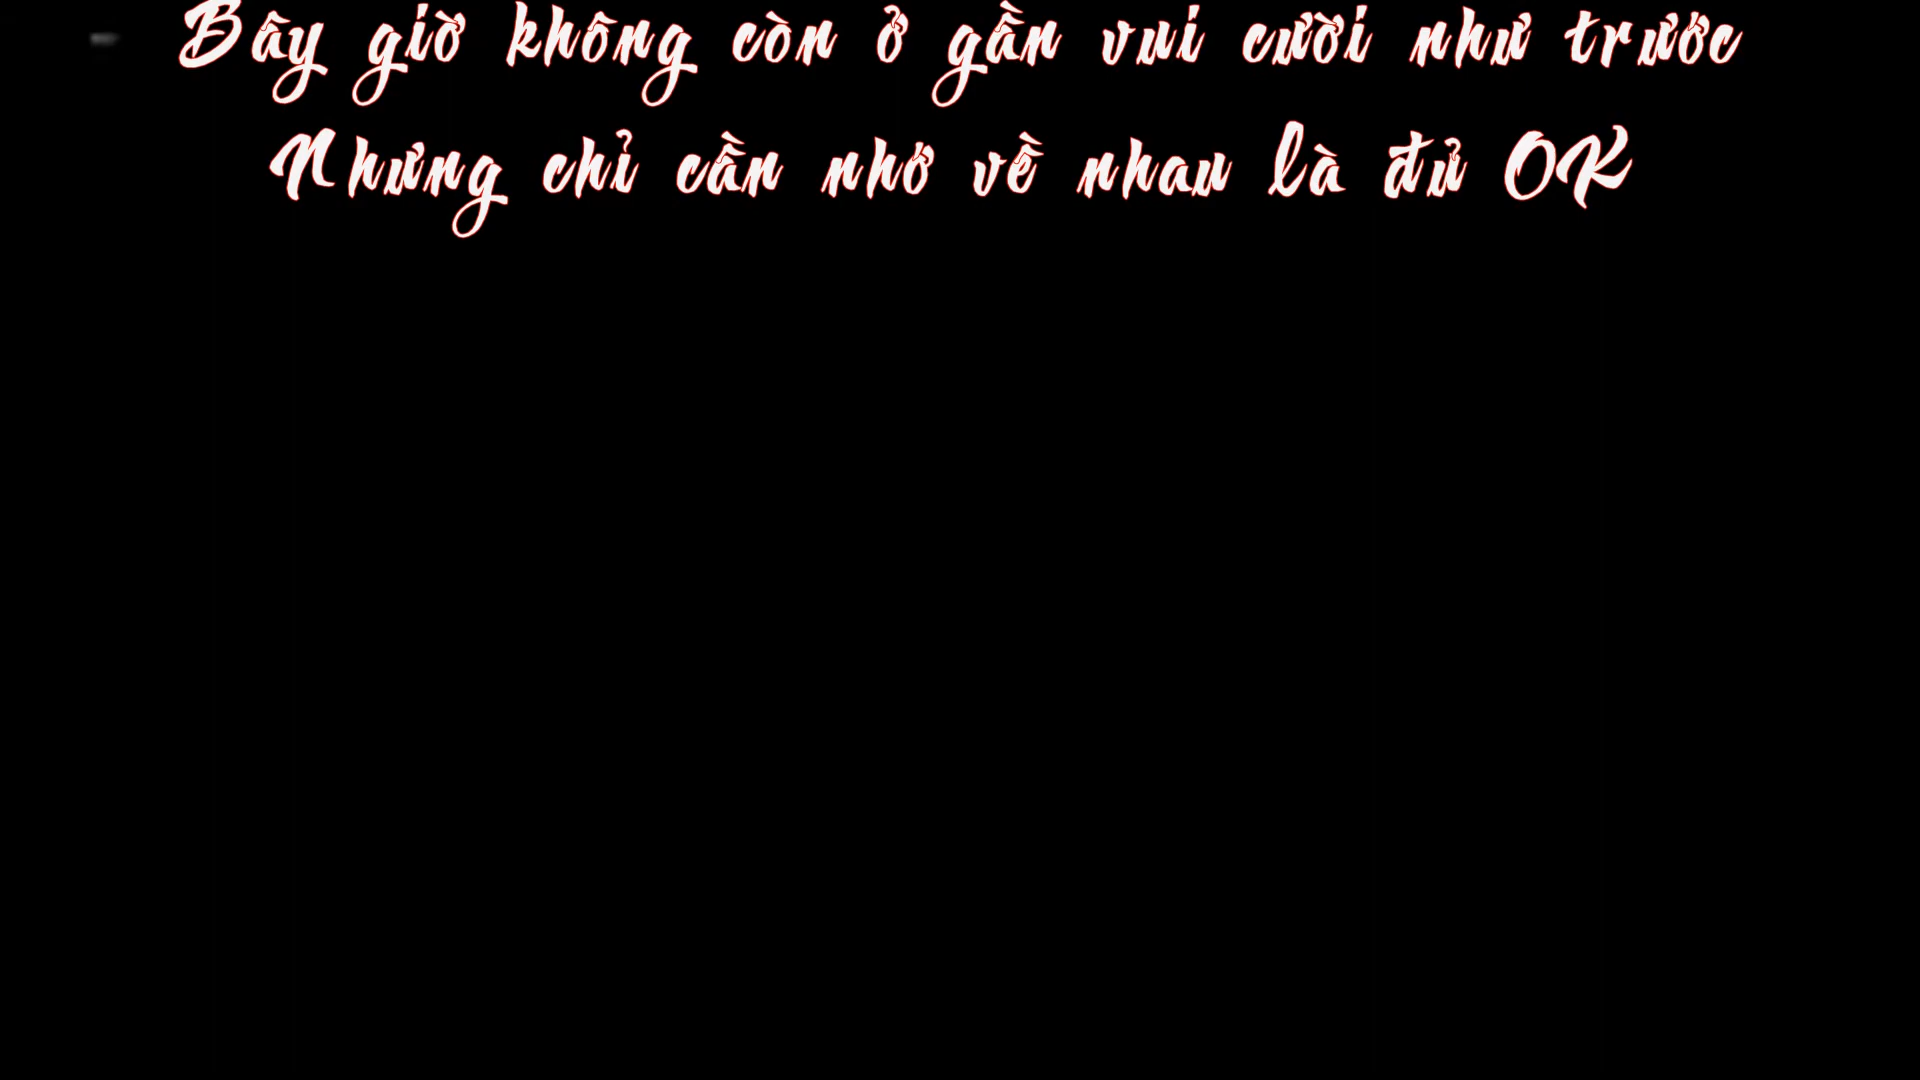 Bây giờ không còn ở gần vui cười như trước
Nhưng chỉ cần nhớ về nhau là đủ OK